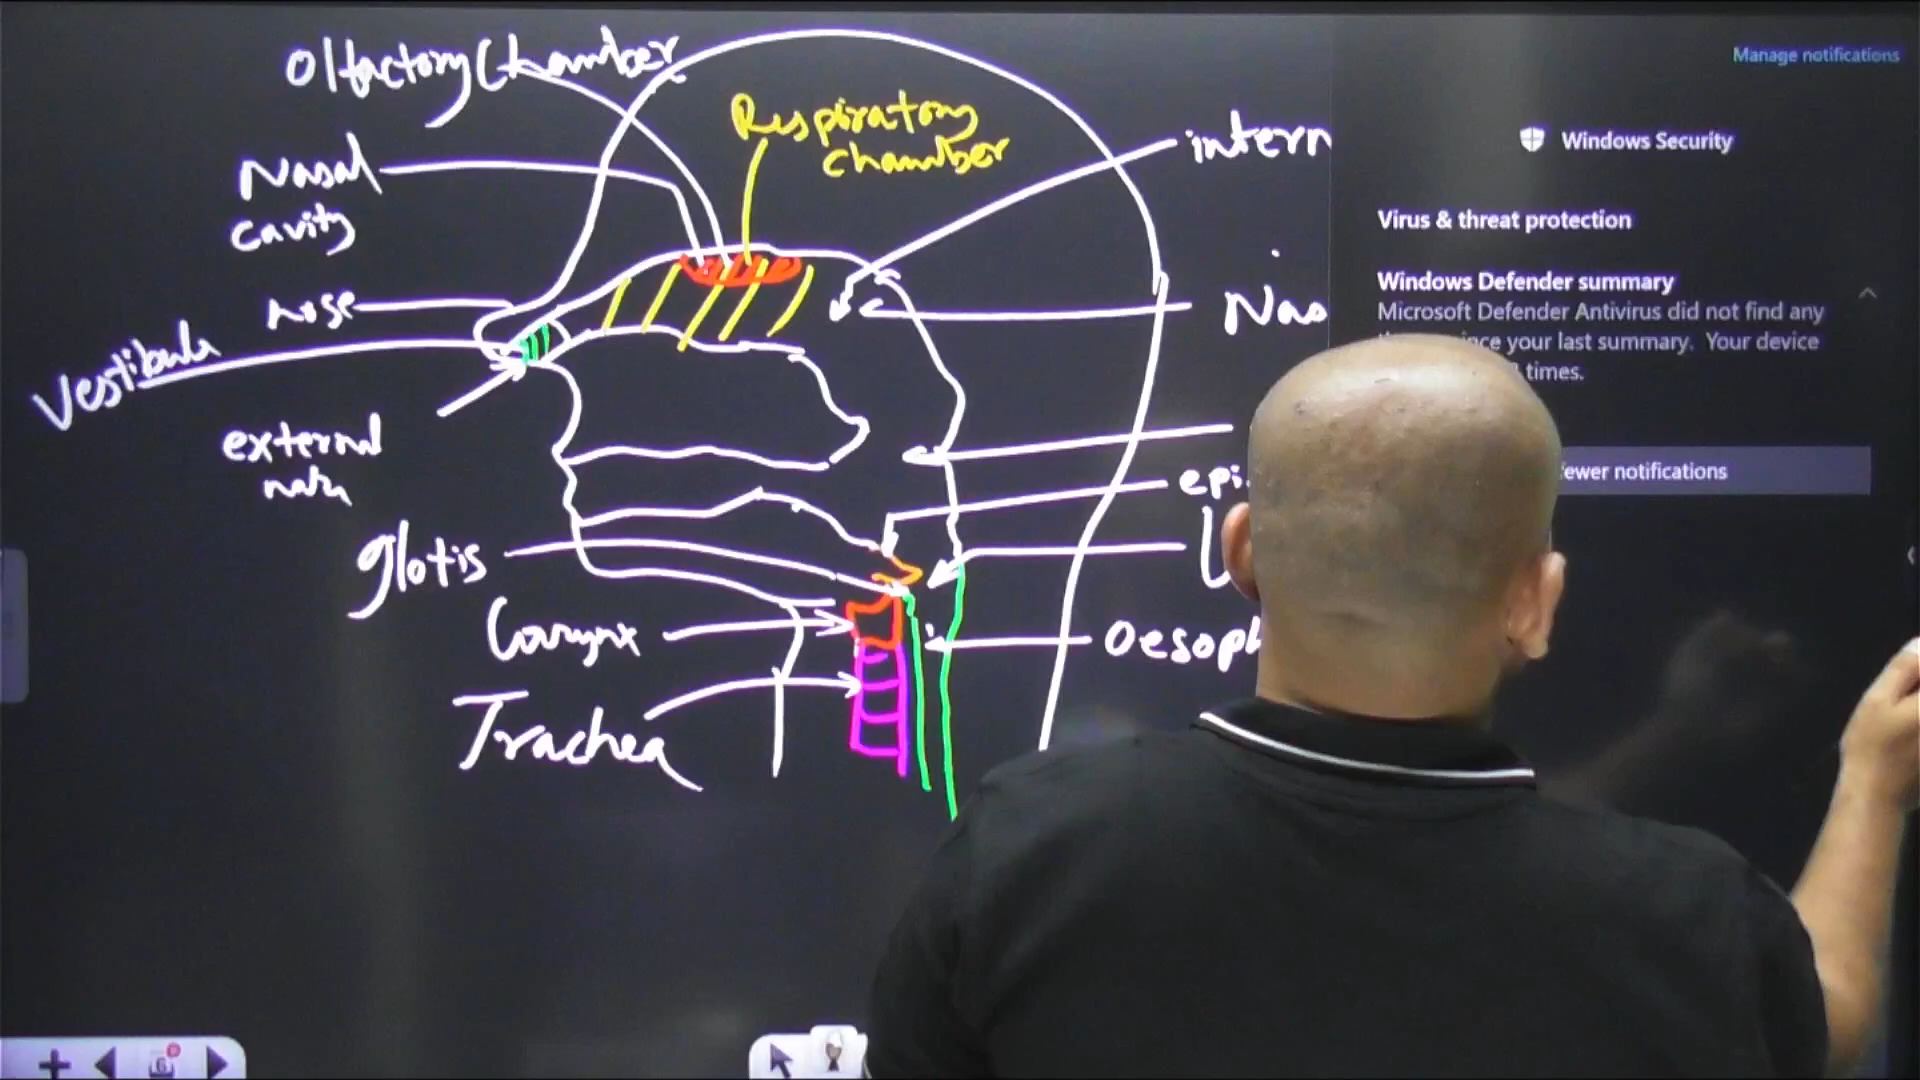 Olfactory Chamber
Respiratory
chamber
Nasal
cavity
nose
Vestibula
external
glotis
Larynx
Trachea
intern
Nas
epi
L
Oesoph
Manage notifications
Windows Security
Virus & threat protection
Windows Defender summary
Microsoft Defender Antivirus did not find any
since your last summary. Your device
times.
fewer notifications
6